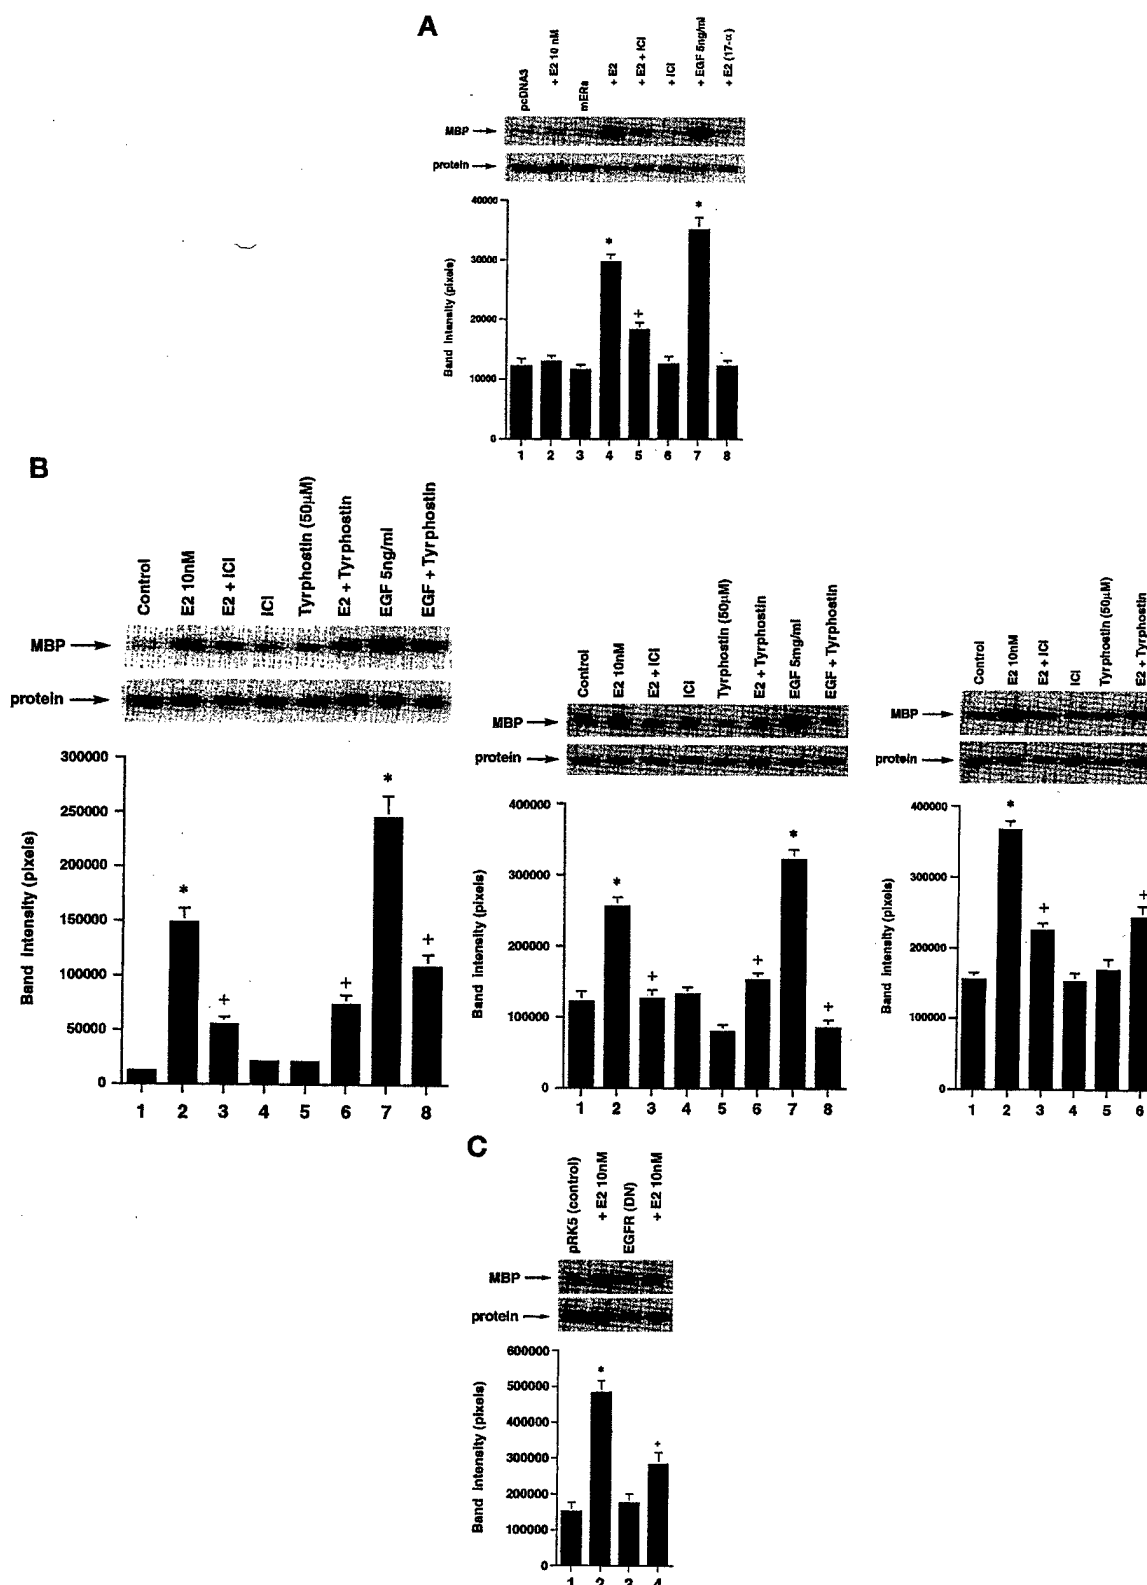 A
pcDNA3
+ E2 10 nM
mERa
+ E2
+ E2 + ICI
+ ICI
+ EGF 5ng/ml
+ E2 (17-α)
MBP
protein
Band Intensity (pixels)
40000
30000
20000
10000
0
*
+
*
1 2 3 4 5 6 7 8
B
Control
E2 10nM
E2 + ICI
ICI
Tyrphostin (50μM)
E2 + Tyrphostin
EGF 5ng/ml
EGF + Tyrphostin
MBP
protein
Band Intensity (pixels)
300000
250000
200000
150000
100000
50000
0
*
+
+
*
+
1 2 3 4 5 6 7 8
Control
E2 10nM
E2 + ICI
ICI
Tyrphostin (50μM)
E2 + Tyrphostin
EGF 5mg/ml
EGF + Tyrphostin
MBP
protein
Band Intensity (pixels)
400000
300000
200000
100000
0
*
+
+
*
+
1 2 3 4 5 6 7 8
Control
E2 10nM
E2 + ICI
ICI
Tyrphostin (50μM)
E2 + Tyrphostin
MBP
protein
Band Intensity (pixels)
400000
300000
200000
100000
0
*
+
+
1 2 3 4 5 6
C
pRK5 (control)
+ E2 10nM
EGFR (DN)
+ E2 10nM
MBP
protein
Band Intensity (pixels)
600000
500000
400000
300000
200000
100000
0
*
+
1 2 3 4